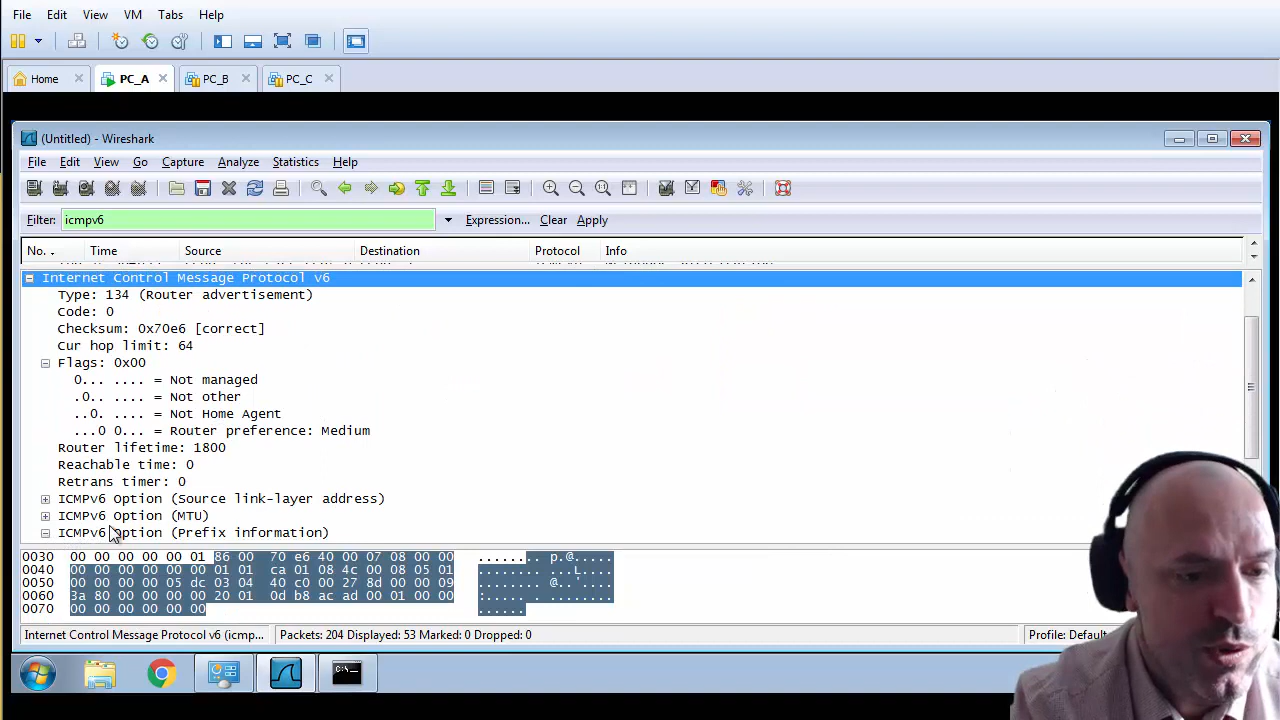 File Edit View VM Tabs Help
Home PC_A PC_B PC_C
(Untitled) - Wireshark
File Edit View Go Capture Analyze Statistics Help
Filter: icmpv6 Expression... Clear Apply
No. Time Source Destination Protocol Info
Internet Control Message Protocol v6
Type: 134 (Router advertisement)
Code: 0
Checksum: 0x70e6 [correct]
Cur hop limit: 64
Flags: 0x00
0... .... = Not managed
.0.. .... = Not other
..0. .... = Not Home Agent
...0 0... = Router preference: Medium
Router lifetime: 1800
Reachable time: 0
Retrans timer: 0
ICMPv6 Option (Source link-layer address)
ICMPv6 Option (MTU)
ICMPv6 Option (Prefix information)
0030 00 00 00 00 00 01 86 00 70 e6 40 00 07 08 00 00 ........ p.@.....
0040 00 00 00 00 01 01 ca 01 08 4c 00 08 05 01 ........ .L......
0050 00 00 00 00 05 dc 03 04 40 c0 00 27 8d 00 00 09 ........ @..'....
0060 3a 80 00 00 00 00 20 01 0d b8 ac ad 00 01 00 00 :..... . ........
0070 00 00 00 00 00 00 ......
Internet Control Message Protocol v6 (icmp... Packets: 204 Displayed: 53 Marked: 0 Dropped: 0 Profile: Default